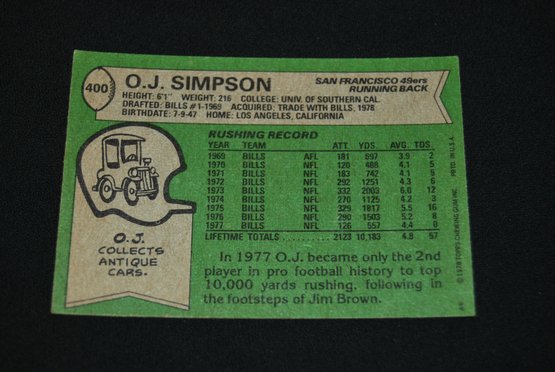 400
O.J. SIMPSON
SAN FRANCISCO 49ers
RUNNING BACK
HEIGHT: 6'1" WEIGHT: 216 COLLEGE: UNIV. OF SOUTHERN CAL.
DRAFTED: BILLS #1-1969 ACQUIRED: TRADE WITH BILLS, 1978
BIRTHDATE: 7-9-47 HOME: LOS ANGELES, CALIFORNIA
RUSHING RECORD
YEAR TEAM ATT. YDS. AVG. TDS.
1969 BILLS NFL 181 697 3.9 2
1970 BILLS NFL 120 488 4.1 5
1971 BILLS NFL 183 742 4.1 5
1972 BILLS NFL 292 1251 4.3 6
1973 BILLS NFL 332 2003 6.0 12
1974 BILLS NFL 270 1125 4.2 3
1975 BILLS NFL 329 1817 5.5 16
1976 BILLS NFL 290 1503 5.2 8
1977 BILLS NFL 126 557 4.4 0
LIFETIME TOTALS 2123 10,183 4.8 57
O.J.
COLLECTS
ANTIQUE
CARS.
In 1977 O.J. became only the 2nd
player in pro football history to top
10,000 yards rushing, following in
the footsteps of Jim Brown.
© 1978 TOPPS CHEWING GUM INC. PRTD. IN U.S.A.